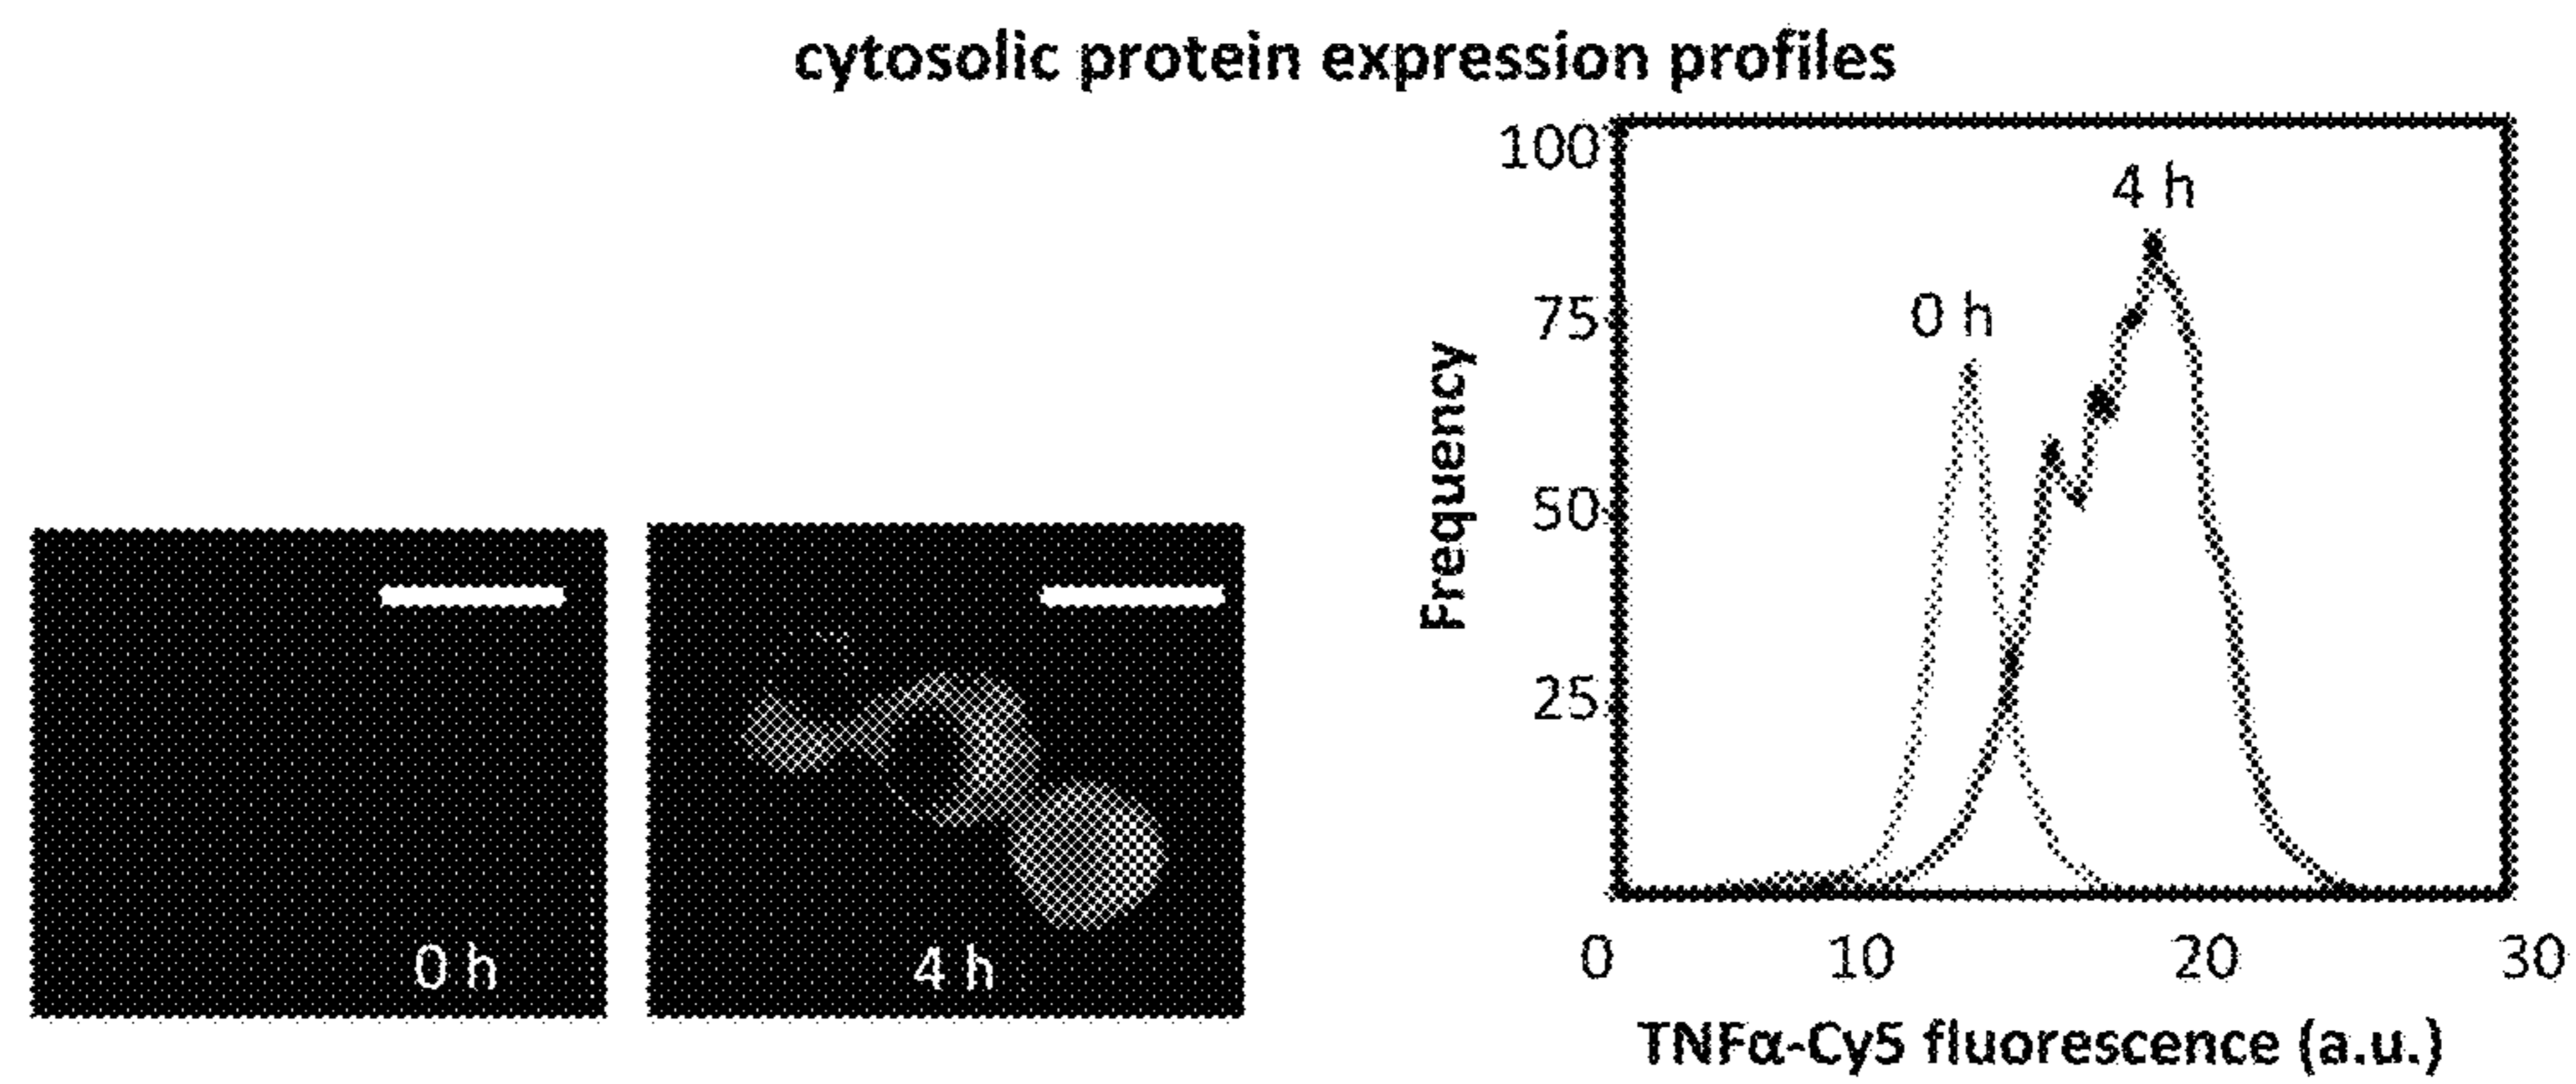 cytosolic protein expression profiles
0 h
4 h
Frequency
100
75
50
25
0 h
4 h
0 10 20 30
TNFα-Cy5 fluorescence (a.u.)